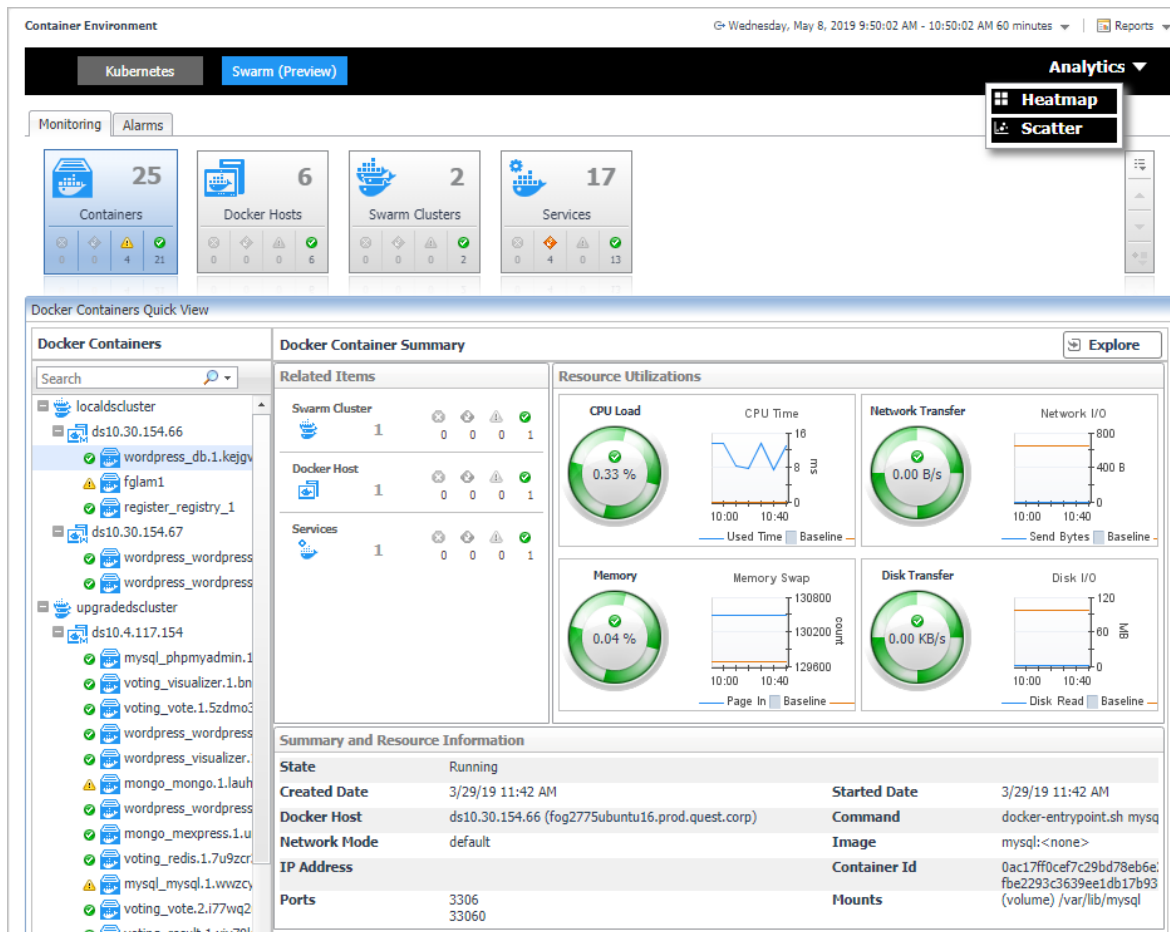 Container Environment
Wednesday, May 8, 2019 9:50:02 AM - 10:50:02 AM 60 minutes
Reports
Kubernetes
Swarm (Preview)
Analytics
Heatmap
Scatter
Monitoring
Alarms
25
Containers
0 0 4 21
6
Docker Hosts
0 0 0 6
2
Swarm Clusters
0 0 0 2
17
Services
0 4 0 13
Docker Containers Quick View
Docker Containers
Search
localdscluster
ds10.30.154.66
wordpress_db.1.kejgv
fglam1
register_registry_1
ds10.30.154.67
wordpress_wordpress
wordpress_wordpress
upgradedscluster
ds10.4.117.154
mysql_phpmyadmin.1
voting_visualizer.1.bn
voting_vote.1.5zdmo3
wordpress_wordpress
wordpress_visualizer.
mongo_mongo.1.lauh
wordpress_wordpress
mongo_mexpress.1.u
voting_redis.1.7u9zcr
mysql_mysql.1.wwzcy
voting_vote.2.i77wq2
Docker Container Summary
Explore
Related Items
Swarm Cluster
1
0 0 0 1
Docker Host
1
0 0 0 1
Services
1
0 0 0 1
Resource Utilizations
CPU Load
0.33 %
CPU Time
16
8
0
ms
10:00 10:40
Used Time Baseline
Network Transfer
0.00 B/s
Network I/O
800
400 B
0
10:00 10:40
Send Bytes Baseline
Memory
0.04 %
Memory Swap
130800
130200
129600
count
10:00 10:40
Page In Baseline
Disk Transfer
0.00 KB/s
Disk I/O
120
60
0
MB
10:00 10:40
Disk Read Baseline
Summary and Resource Information
State Running
Created Date 3/29/19 11:42 AM Started Date 3/29/19 11:42 AM
Docker Host ds10.30.154.66 (fog2775ubuntu16.prod.quest.corp) Command docker-entrypoint.sh mysq
Network Mode default Image mysql:<none>
IP Address Container Id 0ac17ff0cef7c29bd78eb6e
fbe2293c3639ee1db17b93
Ports 3306 Mounts (volume) /var/lib/mysql
33060